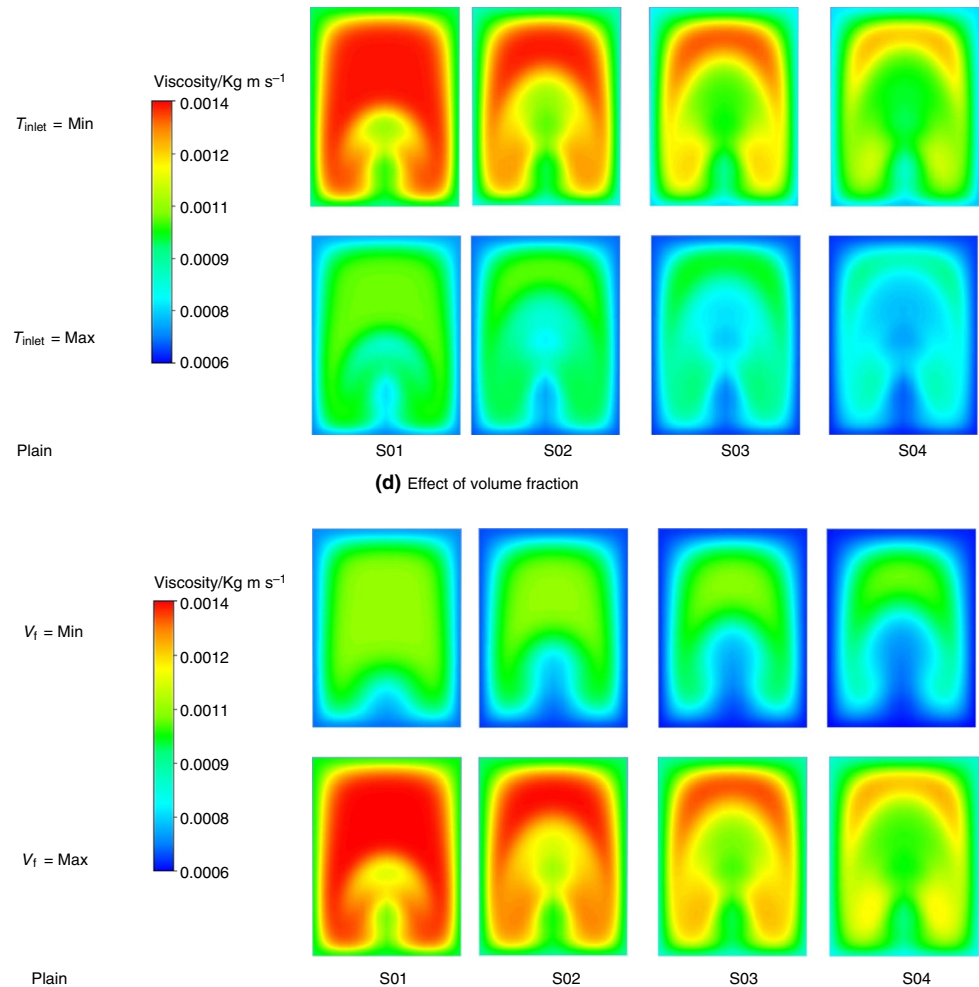 Viscosity/Kg m s⁻¹
0.0014
0.0012
0.0011
0.0009
0.0008
0.0006
T_inlet = Min
T_inlet = Max
Plain S01 S02 S03 S04
(d) Effect of volume fraction
Viscosity/Kg m s⁻¹
0.0014
0.0012
0.0011
0.0009
0.0008
0.0006
V_f = Min
V_f = Max
Plain S01 S02 S03 S04